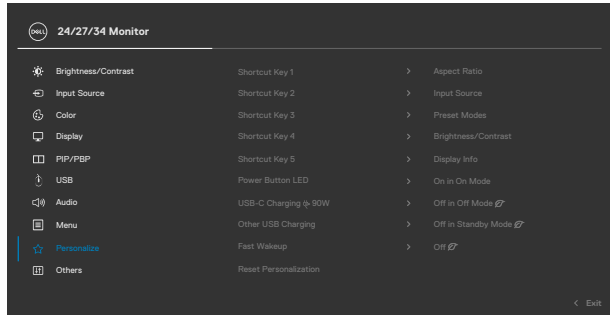 DELL 24/27/34 Monitor
Brightness/Contrast Shortcut Key 1 > Aspect Ratio
Input Source Shortcut Key 2 > Input Source
Color Shortcut Key 3 > Preset Modes
Display Shortcut Key 4 > Brightness/Contrast
PIP/PBP Shortcut Key 5 > Display Info
USB Power Button LED > On in On Mode
Audio USB-C Charging 90W > Off in Off Mode
Menu Other USB Charging > Off in Standby Mode
Personalize Fast Wakeup > Off
Others Reset Personalization
< Exit